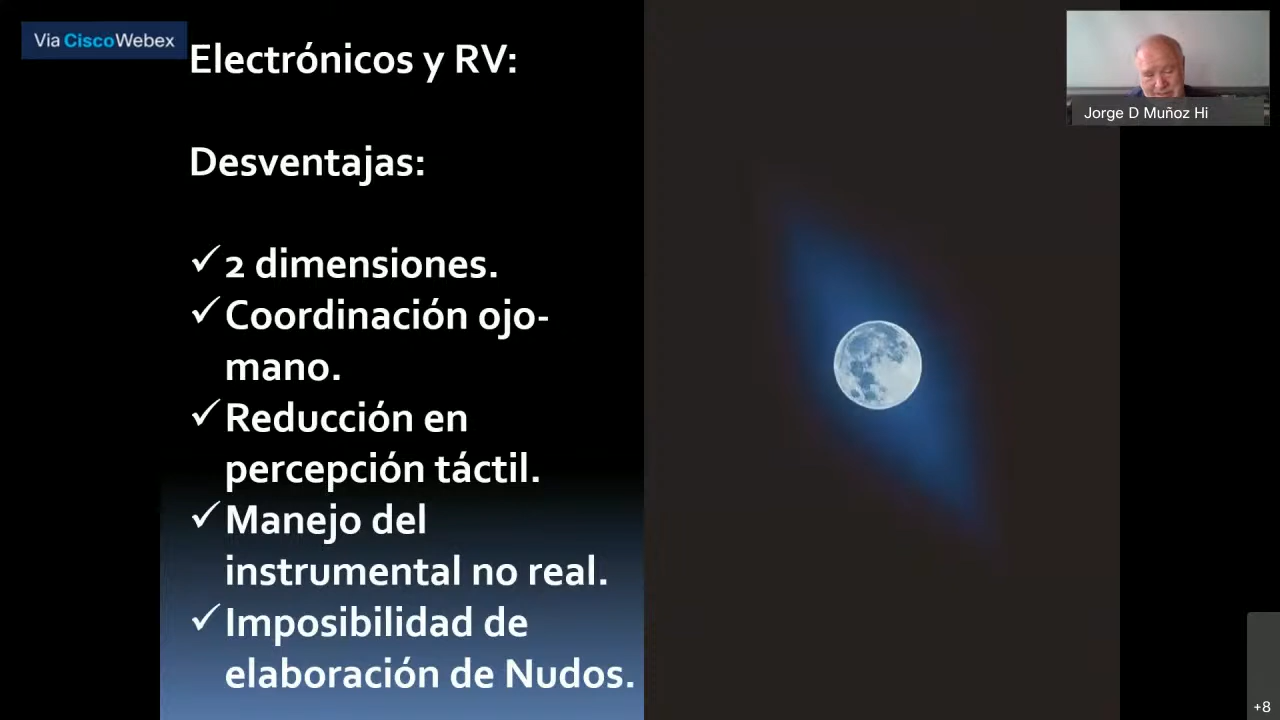 Vía CiscoWebex
Electrónicos y RV:
Desventajas:
✓2 dimensiones.
✓Coordinación ojo-
mano.
✓Reducción en
percepción táctil.
✓Manejo del
instrumental no real.
✓Imposibilidad de
elaboración de Nudos.
Jorge D Muñoz Hi
+8